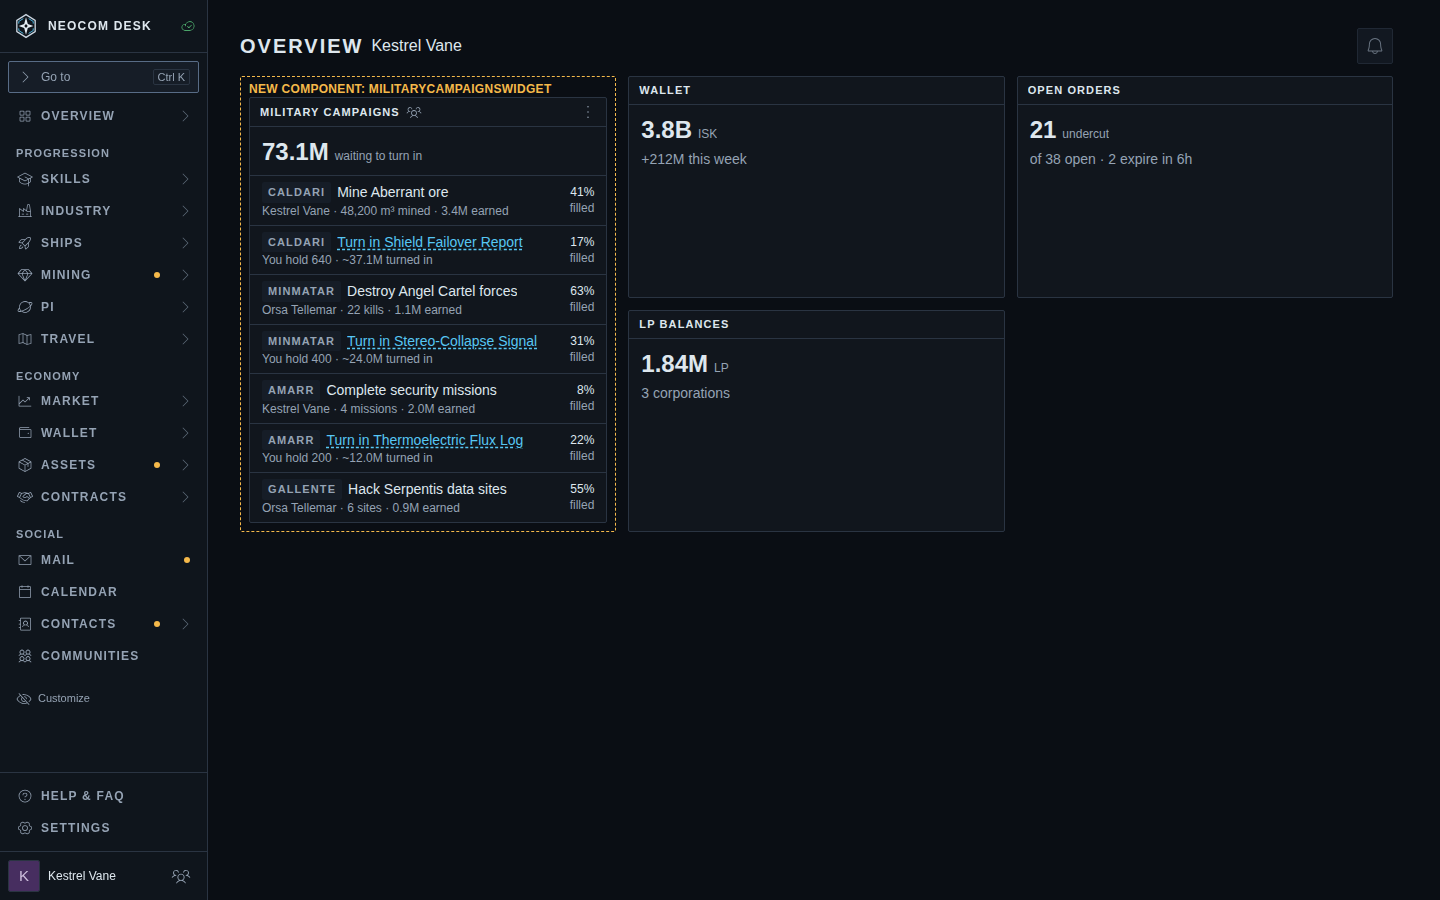 NEOCOM DESK
Go to
Ctrl K
OVERVIEW
PROGRESSION
SKILLS
INDUSTRY
SHIPS
MINING
PI
TRAVEL
ECONOMY
MARKET
WALLET
ASSETS
CONTRACTS
SOCIAL
MAIL
CALENDAR
CONTACTS
COMMUNITIES
Customize
HELP & FAQ
SETTINGS
K Kestrel Vane
OVERVIEW Kestrel Vane
NEW COMPONENT: MILITARYCAMPAIGNSWIDGET
MILITARY CAMPAIGNS
73.1M waiting to turn in
CALDARI Mine Aberrant ore 41%
Kestrel Vane · 48,200 m³ mined · 3.4M earned filled
CALDARI Turn in Shield Failover Report 17%
You hold 640 · ~37.1M turned in filled
MINMATAR Destroy Angel Cartel forces 63%
Orsa Tellemar · 22 kills · 1.1M earned filled
MINMATAR Turn in Stereo-Collapse Signal 31%
You hold 400 · ~24.0M turned in filled
AMARR Complete security missions 8%
Kestrel Vane · 4 missions · 2.0M earned filled
AMARR Turn in Thermoelectric Flux Log 22%
You hold 200 · ~12.0M turned in filled
GALLENTE Hack Serpentis data sites 55%
Orsa Tellemar · 6 sites · 0.9M earned filled
WALLET
3.8B ISK
+212M this week
OPEN ORDERS
21 undercut
of 38 open · 2 expire in 6h
LP BALANCES
1.84M LP
3 corporations